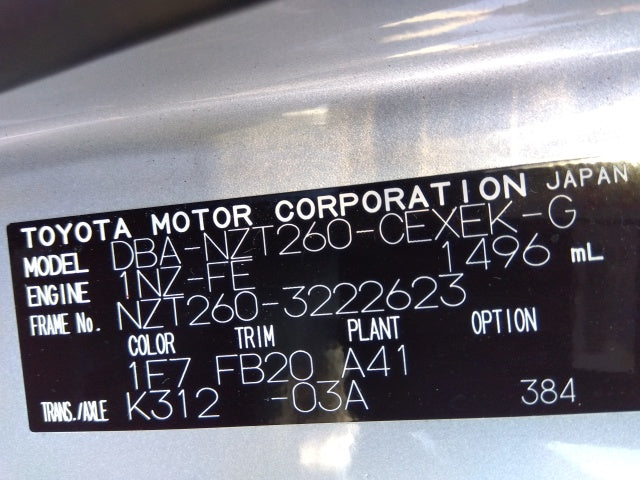 TOYOTA MOTOR CORPORATION JAPAN
MODEL DBA-NZT260-CEXEK-G
ENGINE 1NZ-FE 1496 mL
FRAME No. NZT260-3222623
COLOR TRIM PLANT OPTION
1F7 FB20 A41
TRANS./AXLE K312 -03A 384